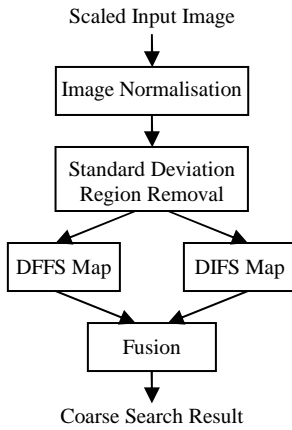 Scaled Input Image
Image Normalisation
Standard Deviation
Region Removal
DFFS Map
DIFS Map
Fusion
Coarse Search Result